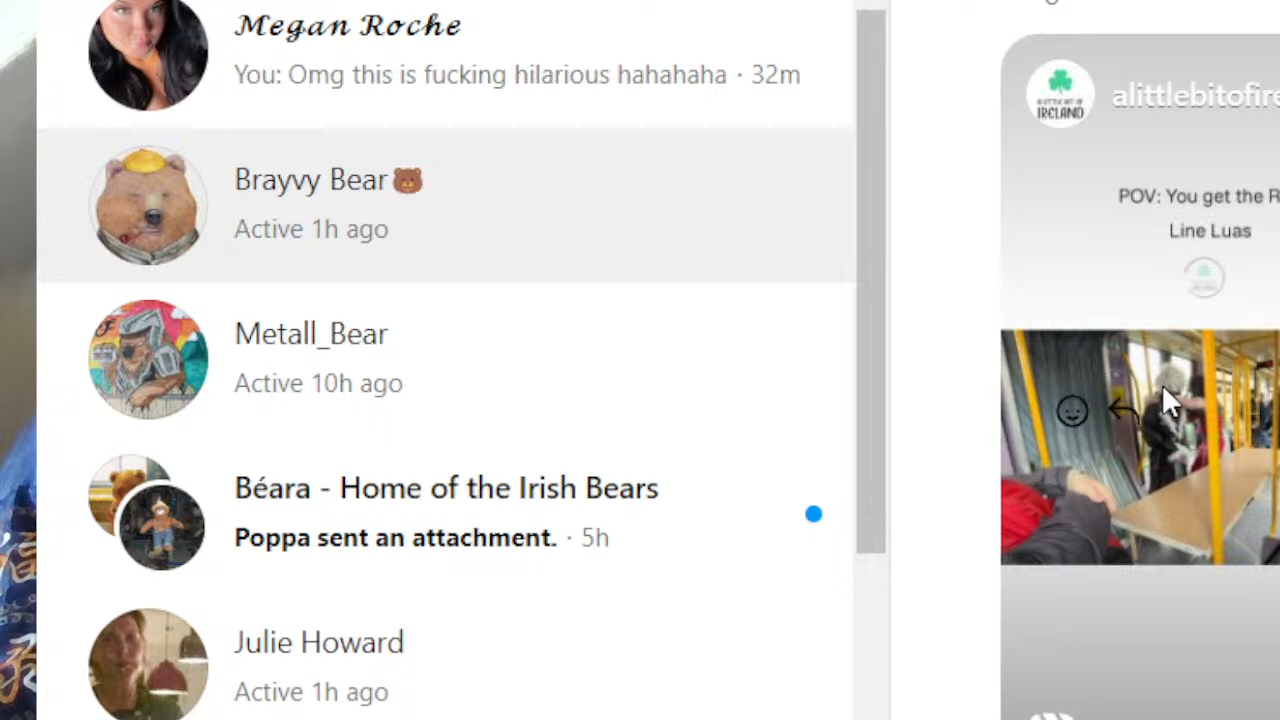 Megan Roche
You: Omg this is fucking hilarious hahahaha · 32m
Brayvy Bear🐻
Active 1h ago
Metall_Bear
Active 10h ago
Béara - Home of the Irish Bears
Poppa sent an attachment. · 5h
Julie Howard
Active 1h ago
A LITTLE BIT OF
IRELAND
alittlebitofire
POV: You get the R
Line Luas